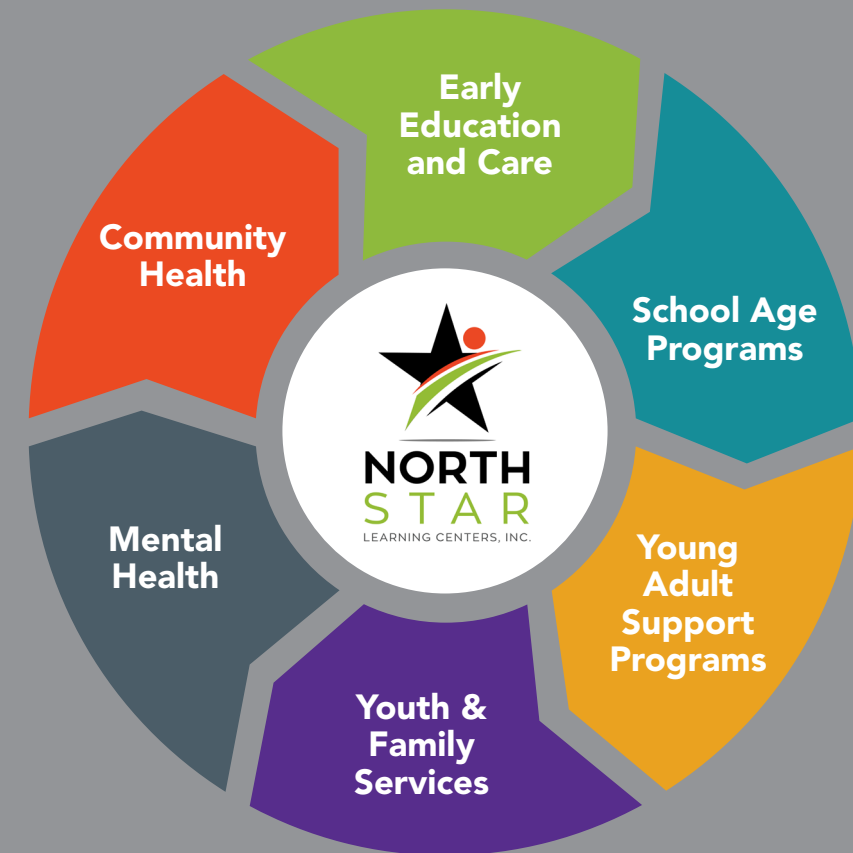 Early
Education
and Care
School Age
Programs
Young
Adult
Support
Programs
Youth &
Family
Services
Mental
Health
Community
Health
NORTH
STAR
LEARNING CENTERS, INC.